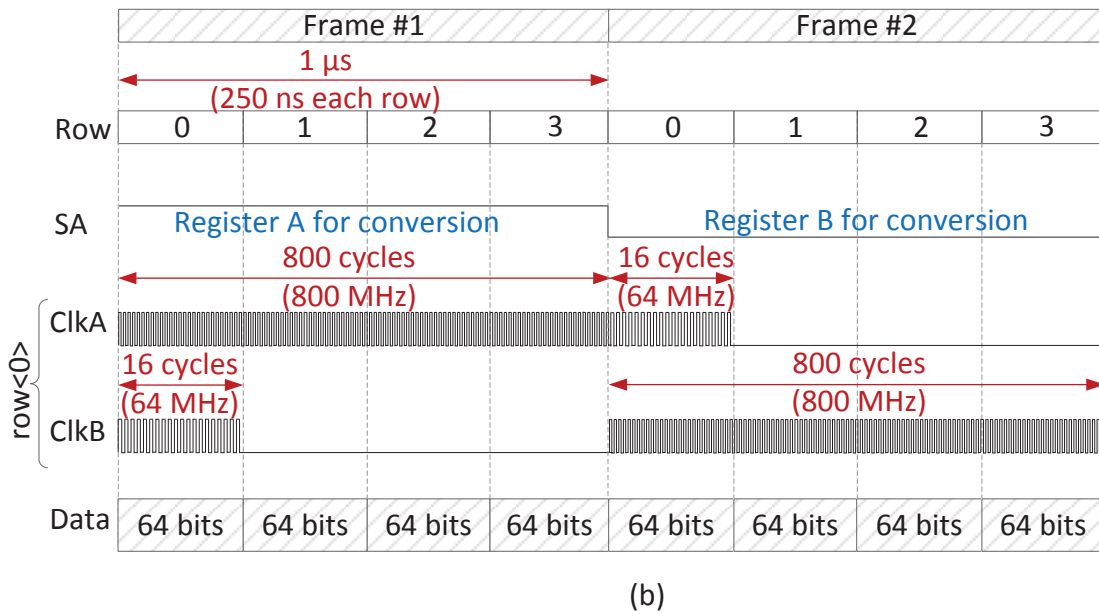 Frame #1 Frame #2
1 µs
(250 ns each row)
Row 0 1 2 3 0 1 2 3
SA Register A for conversion Register B for conversion
800 cycles 16 cycles
(800 MHz) (64 MHz)
ClkA
row<0>
16 cycles 800 cycles
(64 MHz) (800 MHz)
ClkB
Data 64 bits 64 bits 64 bits 64 bits 64 bits 64 bits 64 bits 64 bits
(b)